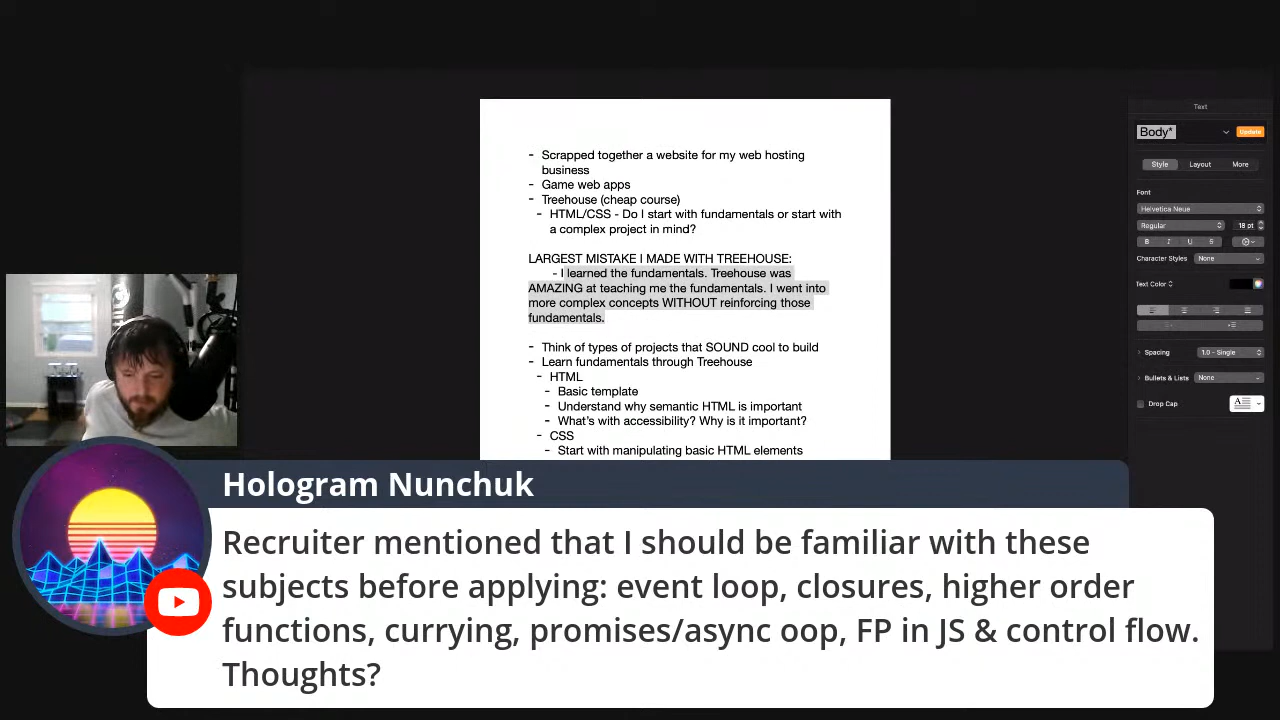 - Scrapped together a website for my web hosting
business
- Game web apps
- Treehouse (cheap course)
- HTML/CSS - Do I start with fundamentals or start with
a complex project in mind?
LARGEST MISTAKE I MADE WITH TREEHOUSE:
- I learned the fundamentals. Treehouse was
AMAZING at teaching me the fundamentals. I went into
more complex concepts WITHOUT reinforcing those
fundamentals.
- Think of types of projects that SOUND cool to build
- Learn fundamentals through Treehouse
- HTML
- Basic template
- Understand why semantic HTML is important
- What's with accessibility? Why is it important?
- CSS
- Start with manipulating basic HTML elements
Text
Body*
Update
Style Layout More
Font
Helvetica Neue
Regular 18 pt
B I U S
Character Styles None
Text Color
Spacing 1.0 - Single
Bullets & Lists None
Drop Cap
Hologram Nunchuk
Recruiter mentioned that I should be familiar with these
subjects before applying: event loop, closures, higher order
functions, currying, promises/async oop, FP in JS & control flow.
Thoughts?